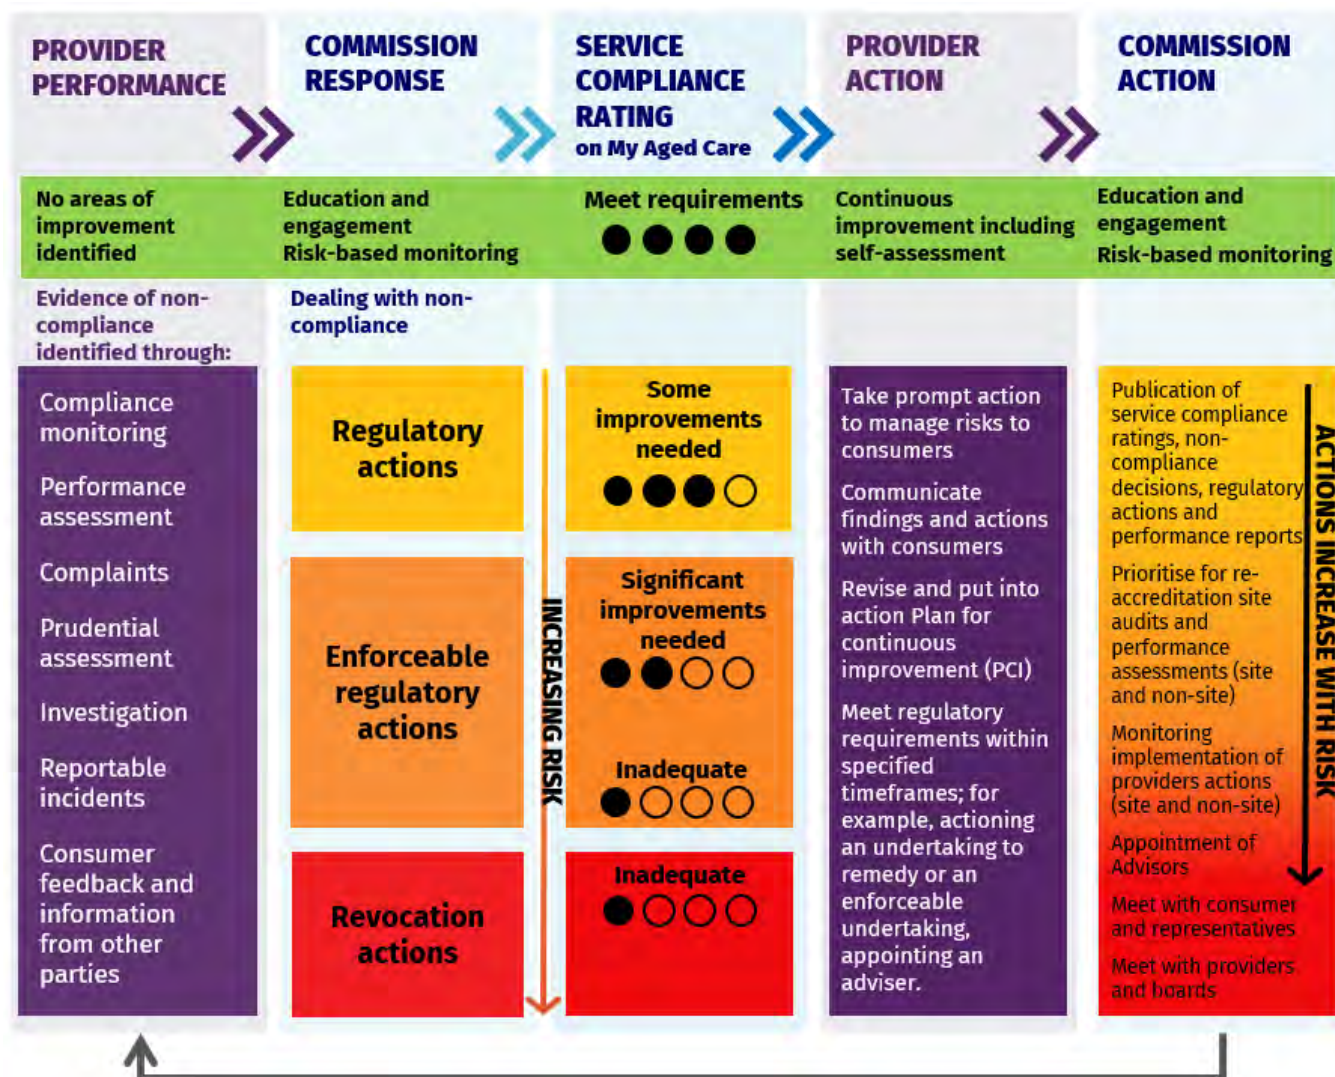 PROVIDER
PERFORMANCE
COMMISSION
RESPONSE
SERVICE
COMPLIANCE
RATING
on My Aged Care
PROVIDER
ACTION
COMMISSION
ACTION
No areas of
improvement
identified
Education and
engagement
Risk-based monitoring
Meet requirements
Continuous
improvement including
self-assessment
Education and
engagement
Risk-based monitoring
Evidence of non-
compliance
identified through:
Dealing with non-
compliance
Compliance
monitoring
Performance
assessment
Complaints
Prudential
assessment
Investigation
Reportable
incidents
Consumer
feedback and
information
from other
parties
Regulatory
actions
Enforceable
regulatory
actions
Revocation
actions
INCREASING RISK
Some
improvements
needed
Significant
improvements
needed
Inadequate
Inadequate
Take prompt action
to manage risks to
consumers
Communicate
findings and actions
with consumers
Revise and put into
action Plan for
continuous
improvement (PCI)
Meet regulatory
requirements within
specified
timeframes; for
example, actioning
an undertaking to
remedy or an
enforceable
undertaking,
appointing an
adviser.
Publication of
service compliance
ratings, non-
compliance
decisions, regulatory
actions and
performance reports
Prioritise for re-
accreditation site
audits and
performance
assessments (site
and non-site)
Monitoring
implementation of
providers actions
(site and non-site)
Appointment of
Advisors
Meet with consumer
and representatives
Meet with providers
and boards
ACTIONS INCREASE WITH RISK